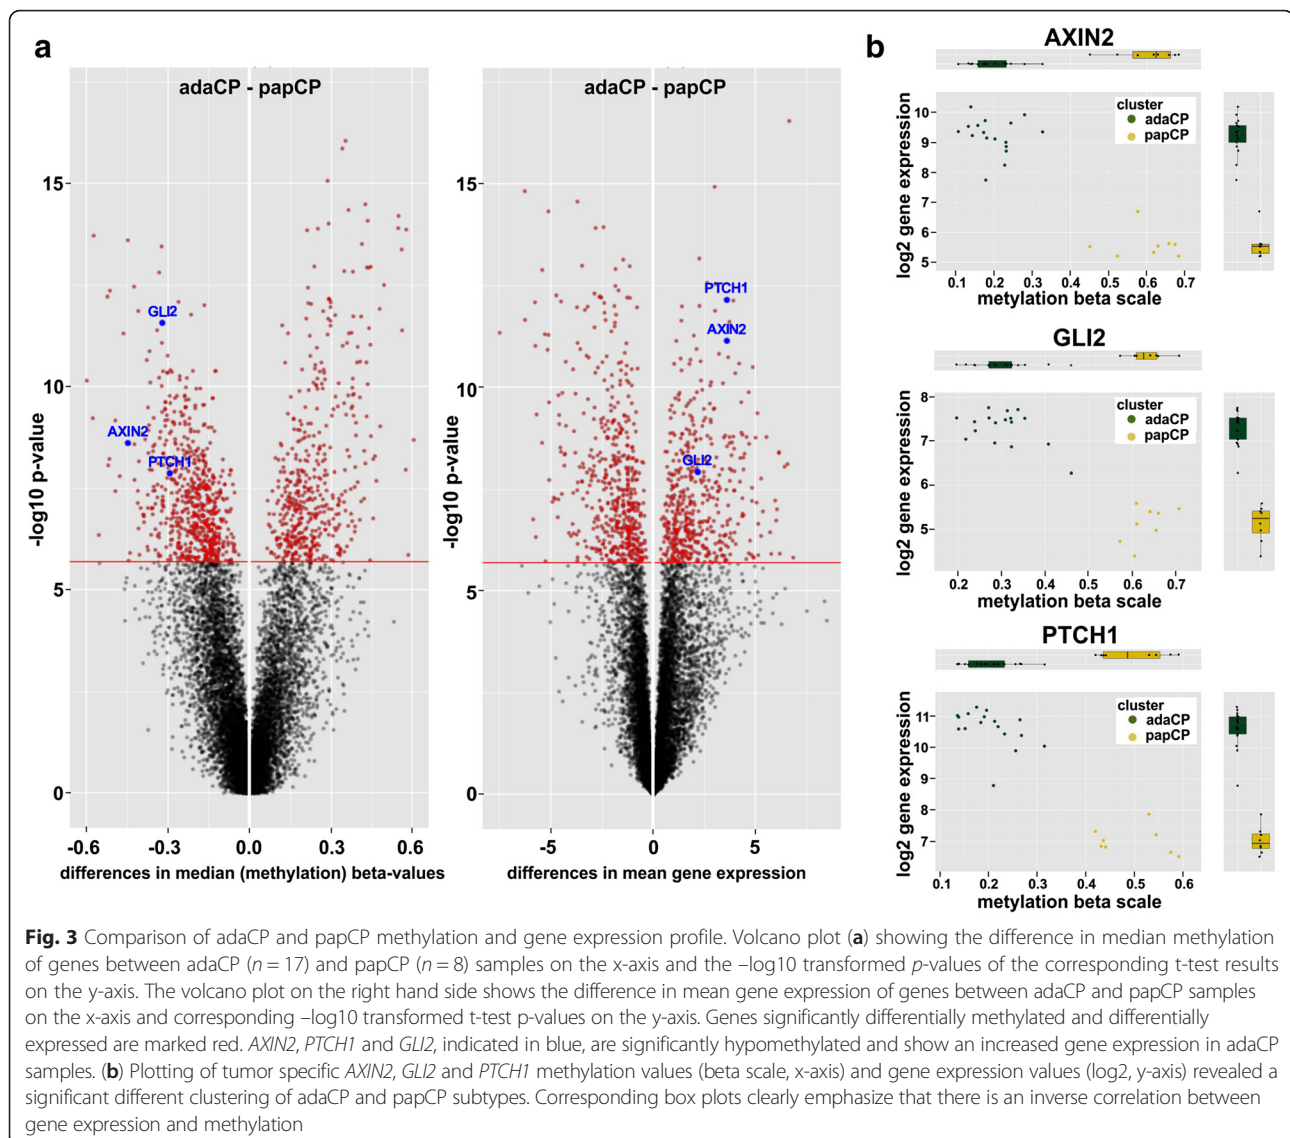 a
adaCP - papCP
GLI2
AXIN2
PTCH1
15
10
5
0
-log10 p-value
-0.6 -0.3 0.0 0.3 0.6
differences in median (methylation) beta-values
adaCP - papCP
PTCH1
AXIN2
GLI2
15
10
5
0
-log10 p-value
-5 0 5
differences in mean gene expression
b
AXIN2
cluster
adaCP
papCP
10
9
8
7
6
5
log2 gene expression
0.1 0.2 0.3 0.4 0.5 0.6 0.7
metylation beta scale
GLI2
cluster
adaCP
papCP
8
7
6
5
log2 gene expression
0.2 0.3 0.4 0.5 0.6 0.7
metylation beta scale
PTCH1
cluster
adaCP
papCP
11
10
9
8
7
log2 gene expression
0.1 0.2 0.3 0.4 0.5 0.6
metylation beta scale
Fig. 3 Comparison of adaCP and papCP methylation and gene expression profile. Volcano plot (a) showing the difference in median methylation
of genes between adaCP (n = 17) and papCP (n = 8) samples on the x-axis and the –log10 transformed p-values of the corresponding t-test results
on the y-axis. The volcano plot on the right hand side shows the difference in mean gene expression of genes between adaCP and papCP samples
on the x-axis and corresponding –log10 transformed t-test p-values on the y-axis. Genes significantly differentially methylated and differentially
expressed are marked red. AXIN2, PTCH1 and GLI2, indicated in blue, are significantly hypomethylated and show an increased gene expression in adaCP
samples. (b) Plotting of tumor specific AXIN2, GLI2 and PTCH1 methylation values (beta scale, x-axis) and gene expression values (log2, y-axis) revealed a
significant different clustering of adaCP and papCP subtypes. Corresponding box plots clearly emphasize that there is an inverse correlation between
gene expression and methylation